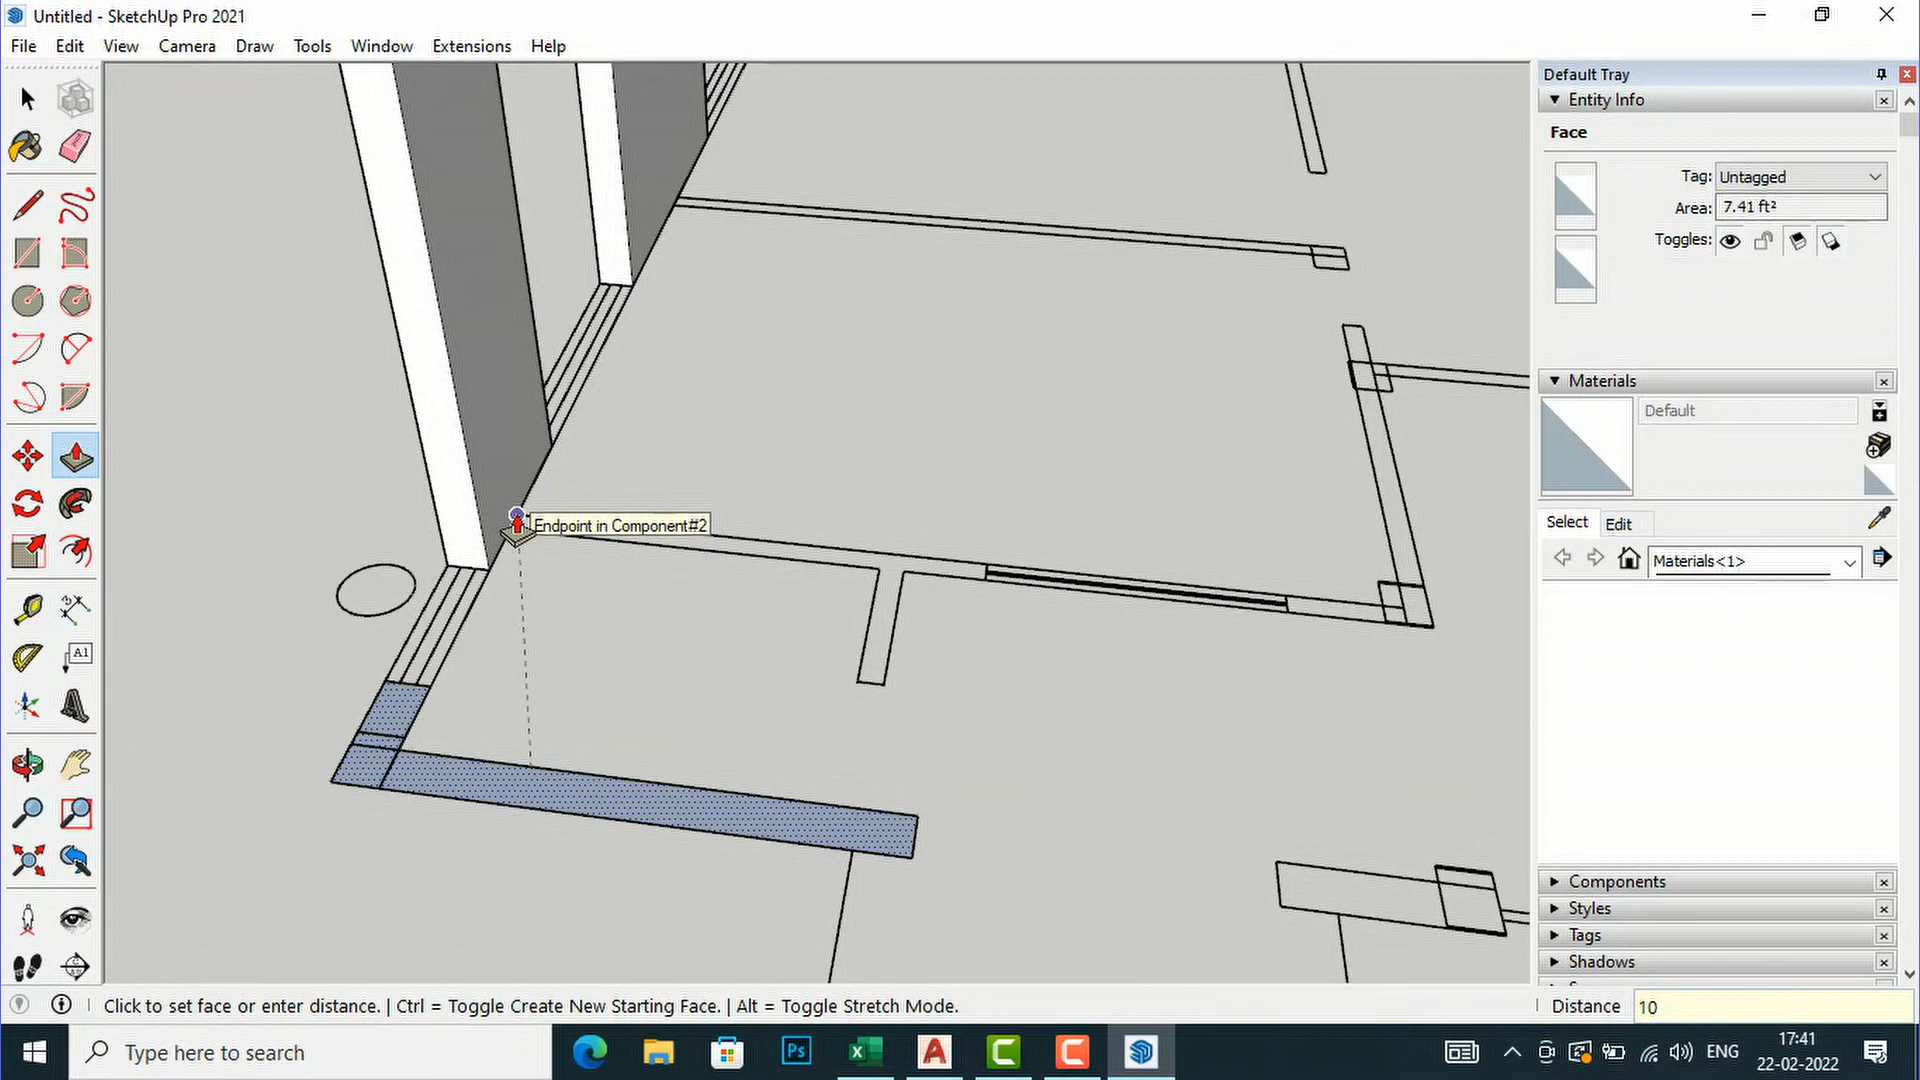 Untitled - SketchUp Pro 2021
File Edit View Camera Draw Tools Window Extensions Help
Default Tray
Entity Info
Face
Tag: Untagged
Area: 7.41 ft²
Toggles:
Materials
Default
Select Edit
Materials<1>
Components
Styles
Tags
Shadows
A1
Endpoint in Component#2
Click to set face or enter distance. | Ctrl = Toggle Create New Starting Face. | Alt = Toggle Stretch Mode.
Distance 10
Type here to search
Ps
ENG
17:41
22-02-2022